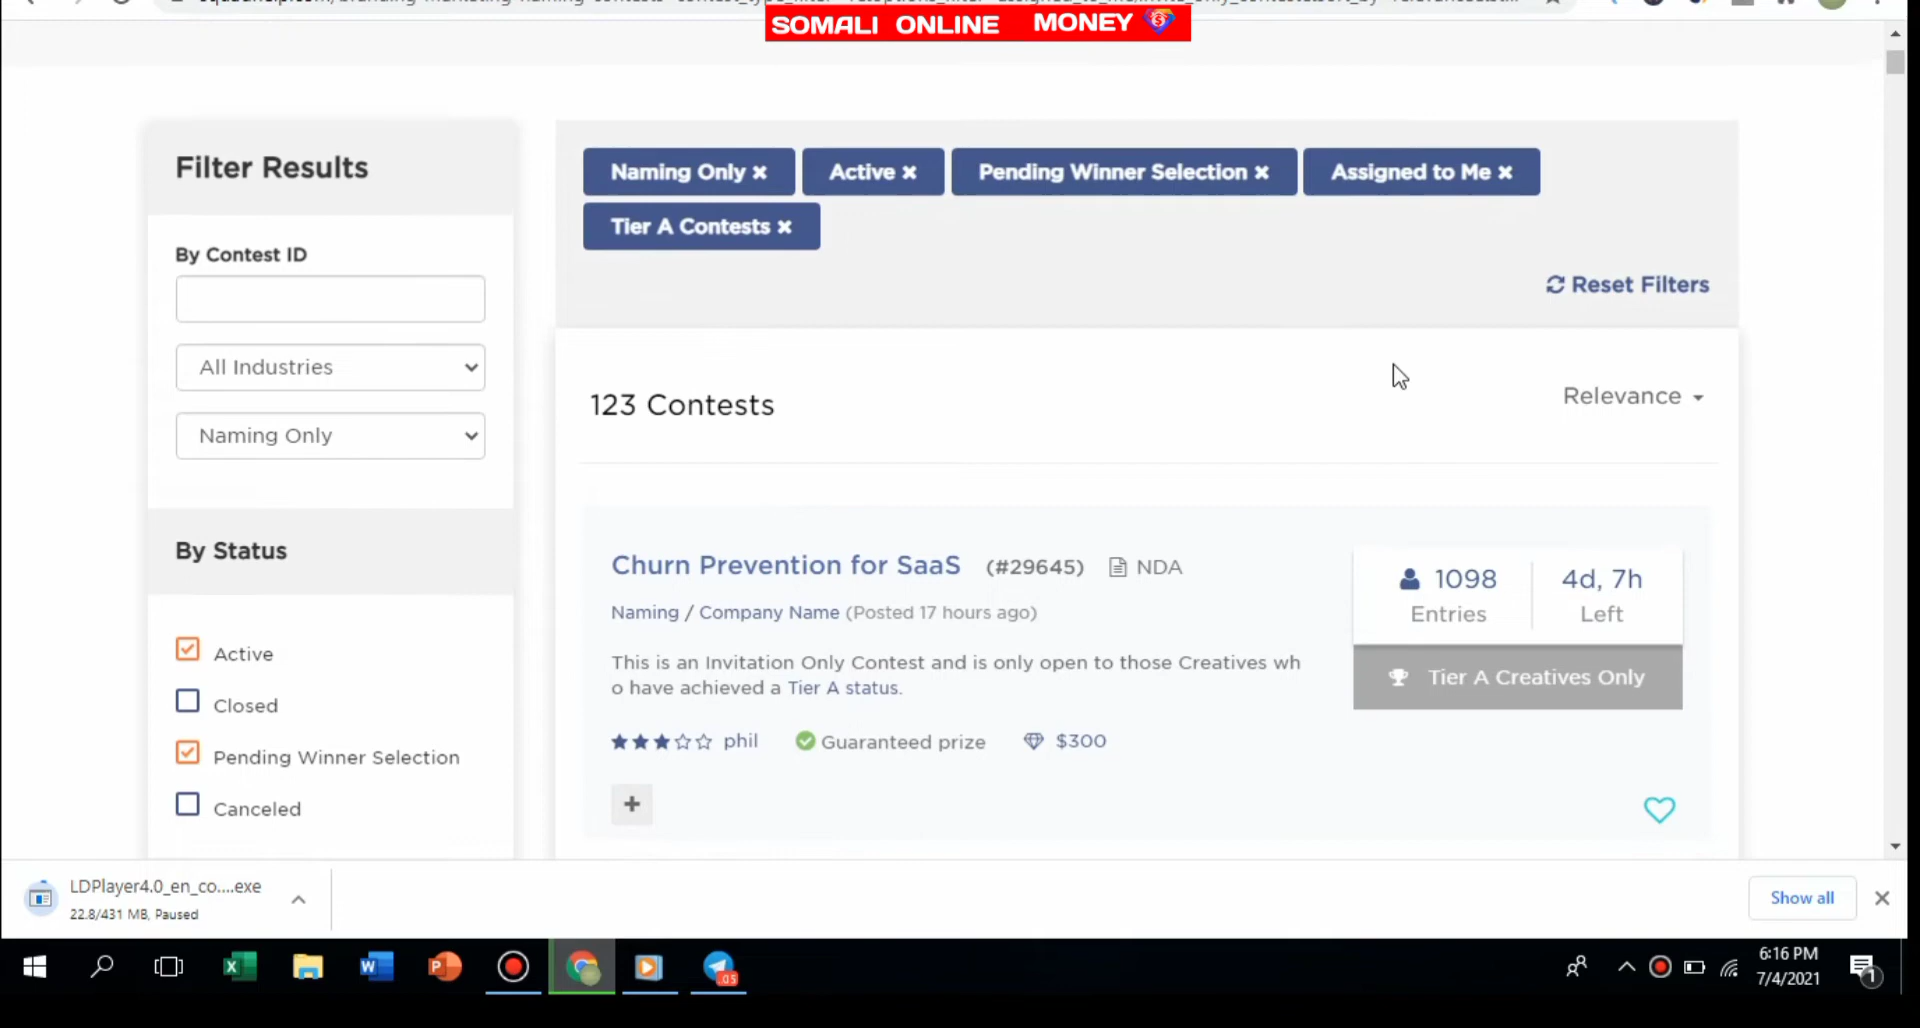 SOMALI ONLINE MONEY
Filter Results
By Contest ID
All Industries
Naming Only
By Status
Active
Closed
Pending Winner Selection
Canceled
Naming Only ×
Active ×
Pending Winner Selection ×
Assigned to Me ×
Tier A Contests ×
Reset Filters
123 Contests
Relevance
Churn Prevention for SaaS (#29645) NDA
Naming / Company Name (Posted 17 hours ago)
This is an Invitation Only Contest and is only open to those Creatives wh
o have achieved a Tier A status.
phil Guaranteed prize $300
+
1098
Entries
4d, 7h
Left
Tier A Creatives Only
LDPlayer4.0_en_co....exe
22.8/431 MB, Paused
Show all
6:16 PM
7/4/2021
1